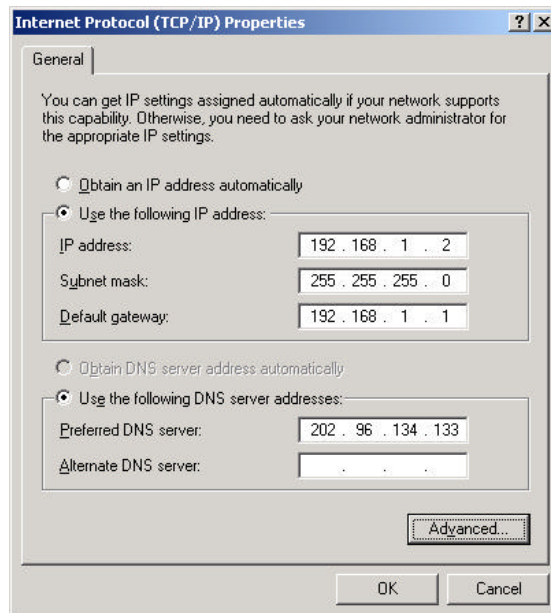 Internet Protocol (TCP/IP) Properties
General
You can get IP settings assigned automatically if your network supports
this capability. Otherwise, you need to ask your network administrator for
the appropriate IP settings.
Obtain an IP address automatically
Use the following IP address:
IP address: 192 . 168 . 1 . 2
Subnet mask: 255 . 255 . 255 . 0
Default gateway: 192 . 168 . 1 . 1
Obtain DNS server address automatically
Use the following DNS server addresses:
Preferred DNS server: 202 . 96 . 134 . 133
Alternate DNS server: . . .
Advanced...
OK Cancel